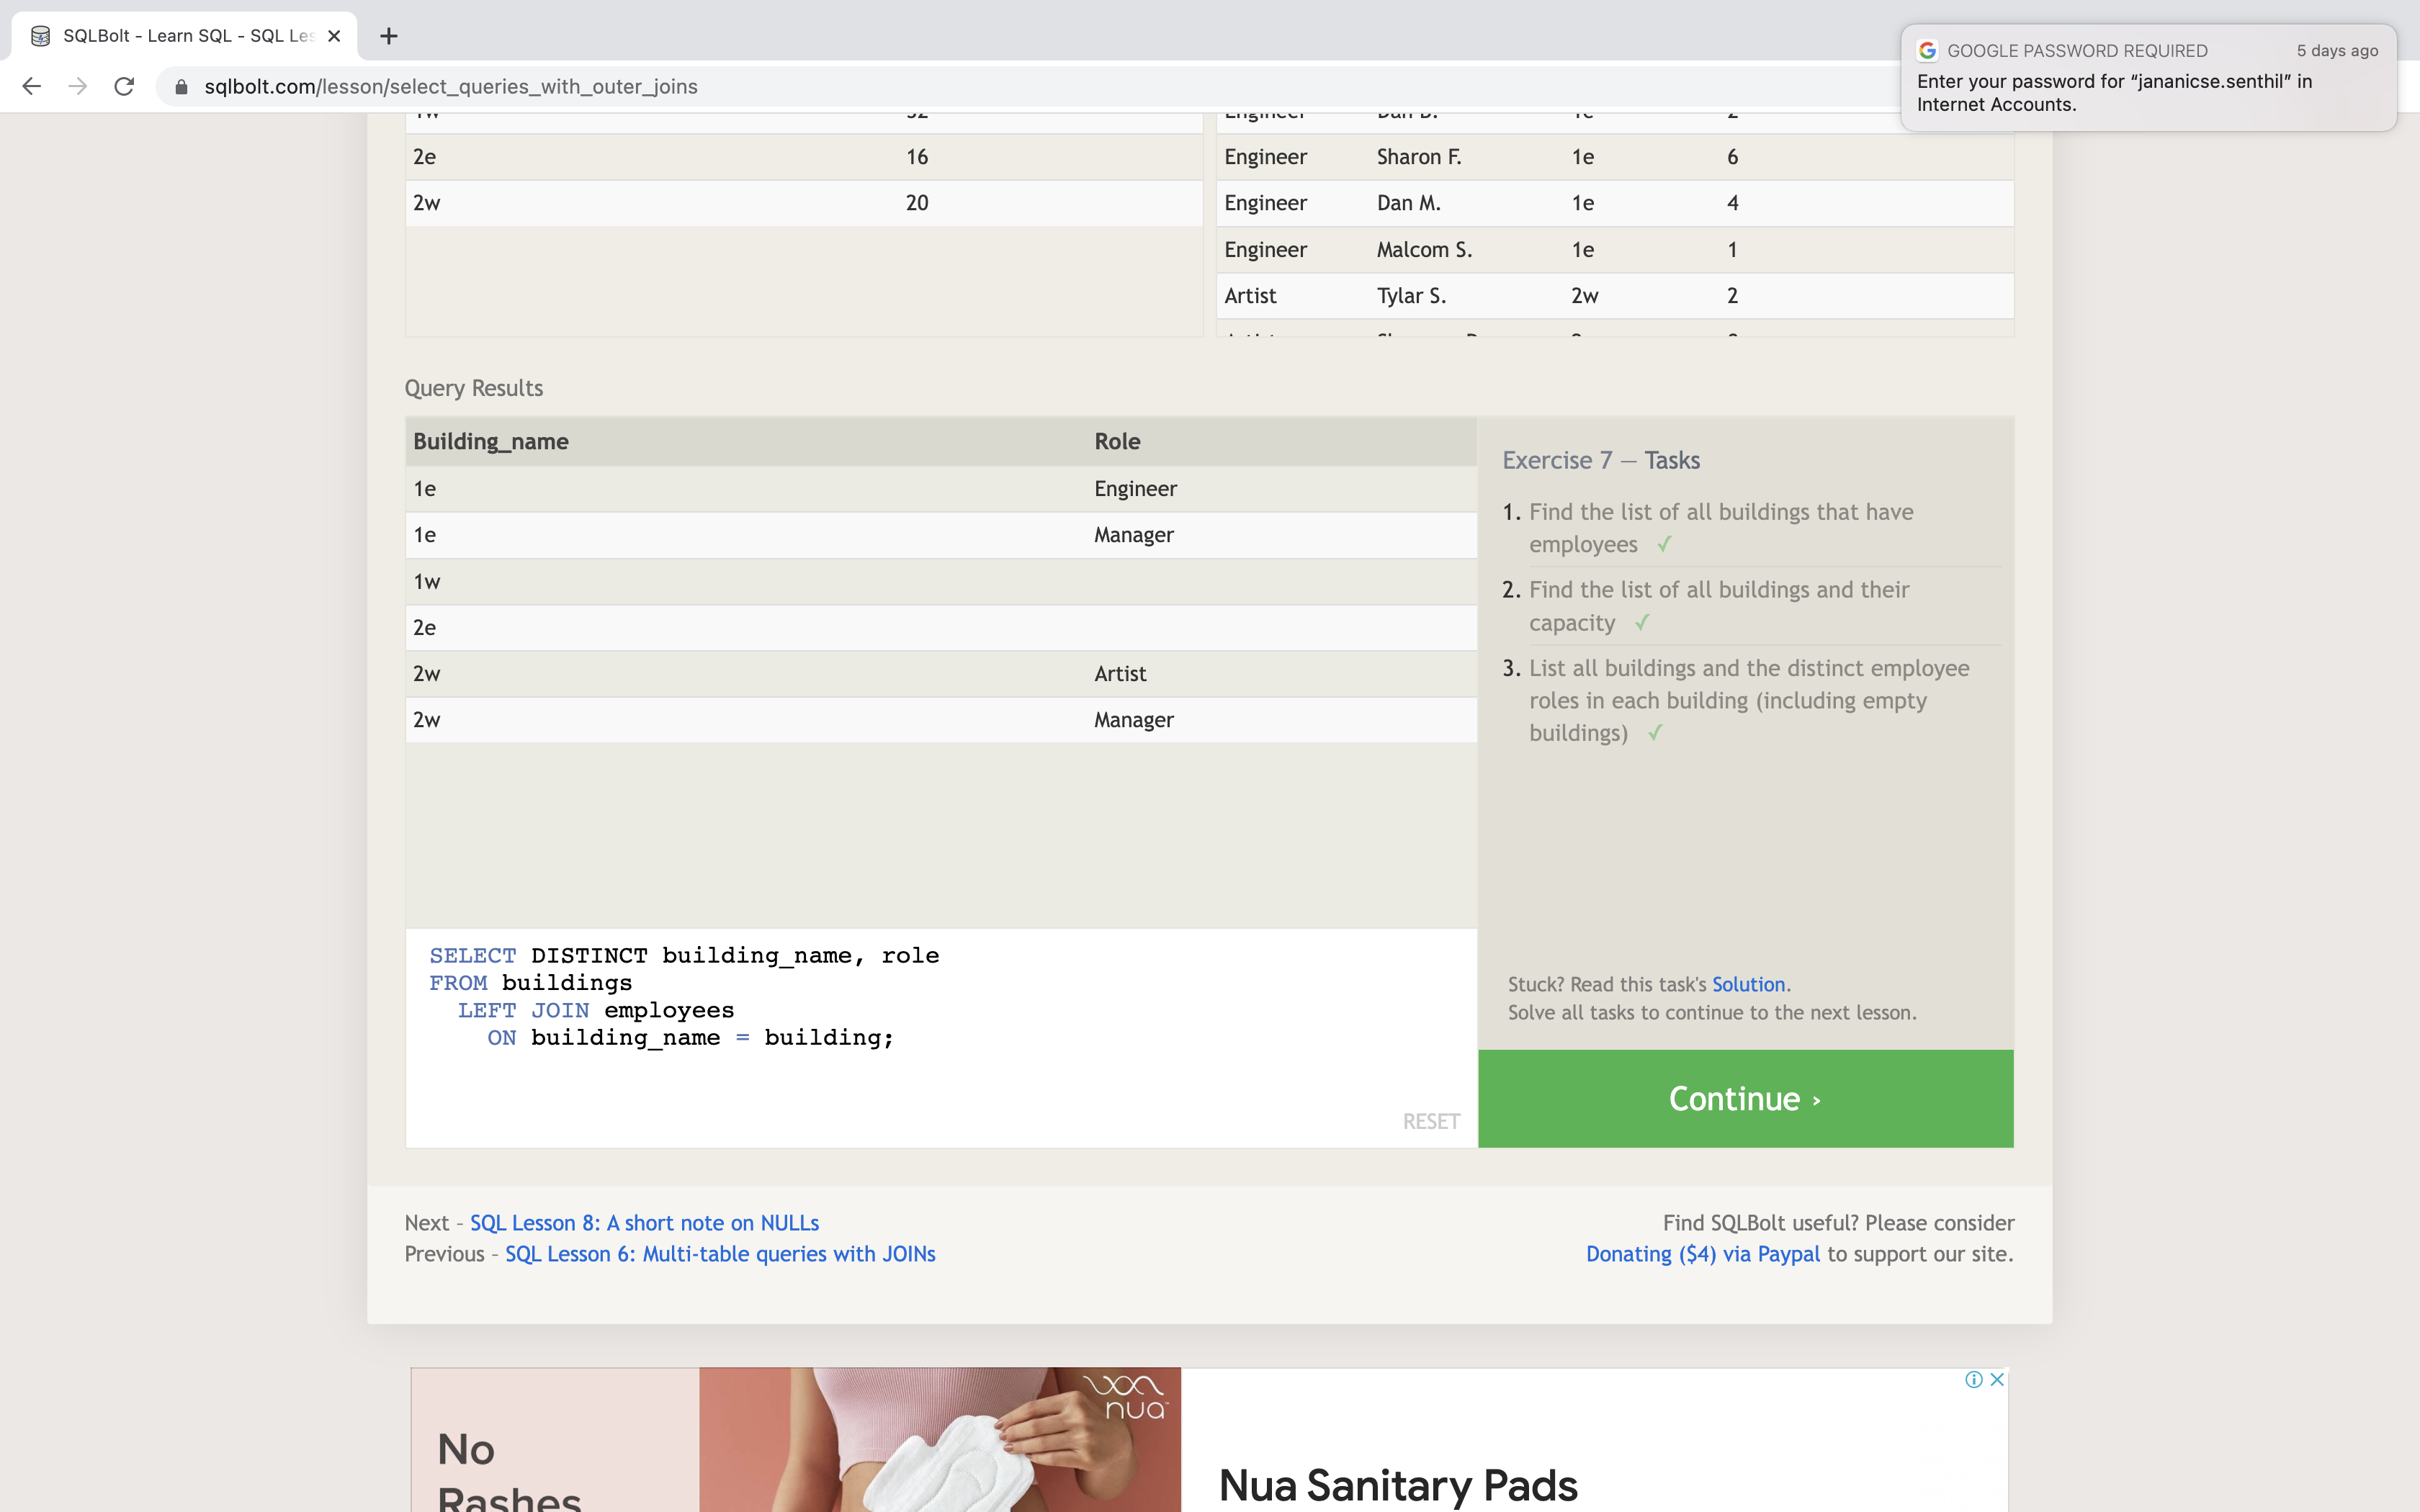 SQLBolt - Learn SQL - SQL Les
GOOGLE PASSWORD REQUIRED 5 days ago
Enter your password for “jananicse.senthil” in
Internet Accounts.
sqlbolt.com/lesson/select_queries_with_outer_joins
2e 16
2w 20
Engineer Sharon F. 1e 6
Engineer Dan M. 1e 4
Engineer Malcom S. 1e 1
Artist Tylar S. 2w 2
Query Results
Building_name Role
1e Engineer
1e Manager
1w
2e
2w Artist
2w Manager
Exercise 7 — Tasks
1. Find the list of all buildings that have
employees ✓
2. Find the list of all buildings and their
capacity ✓
3. List all buildings and the distinct employee
roles in each building (including empty
buildings) ✓
SELECT DISTINCT building_name, role
FROM buildings
LEFT JOIN employees
ON building_name = building;
RESET
Stuck? Read this task's Solution.
Solve all tasks to continue to the next lesson.
Continue ›
Next – SQL Lesson 8: A short note on NULLs
Previous – SQL Lesson 6: Multi-table queries with JOINs
Find SQLBolt useful? Please consider
Donating ($4) via Paypal to support our site.
No
Rashes
nua
Nua Sanitary Pads